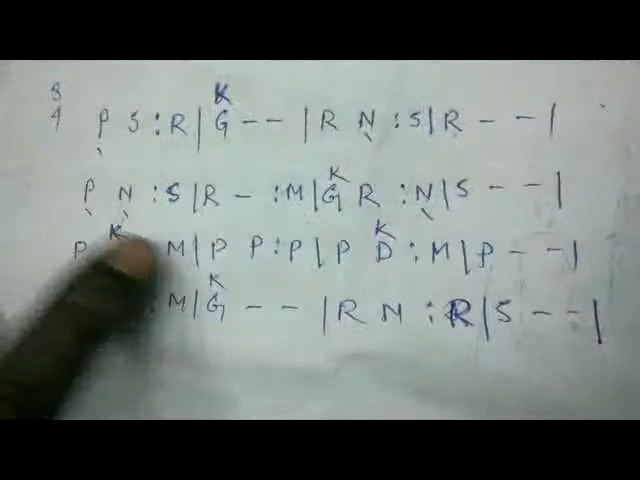 3/4 P S : R | G(K) - - | R N : S | R - - |
P N : S | R - : M | G(K) R : N | S - - |
P K M | P P : P | P D(K) : M | P - - |
: M | G(K) - - | R N : R | S - - |